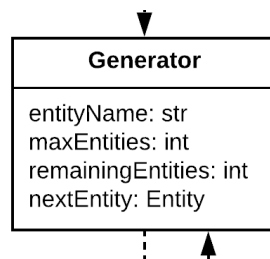 Generator
entityName: str
maxEntities: int
remainingEntities: int
nextEntity: Entity